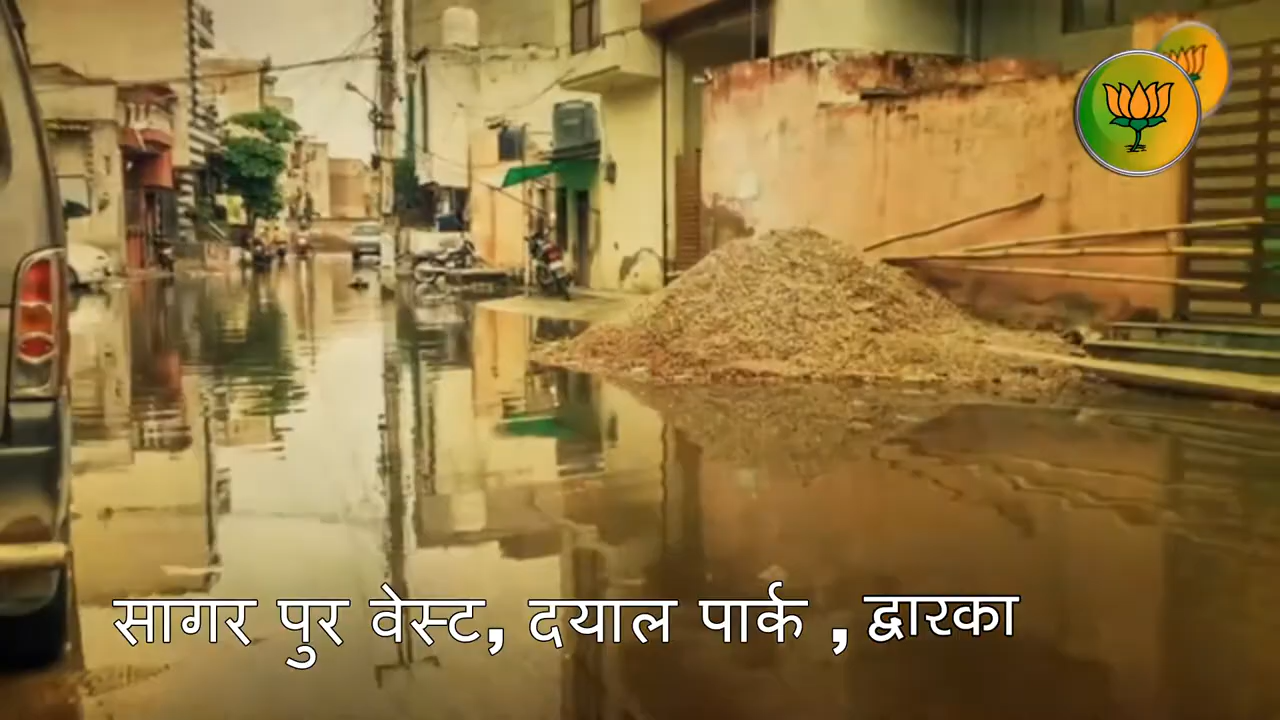 सागर पुर वेस्ट, दयाल पार्क , द्वारका